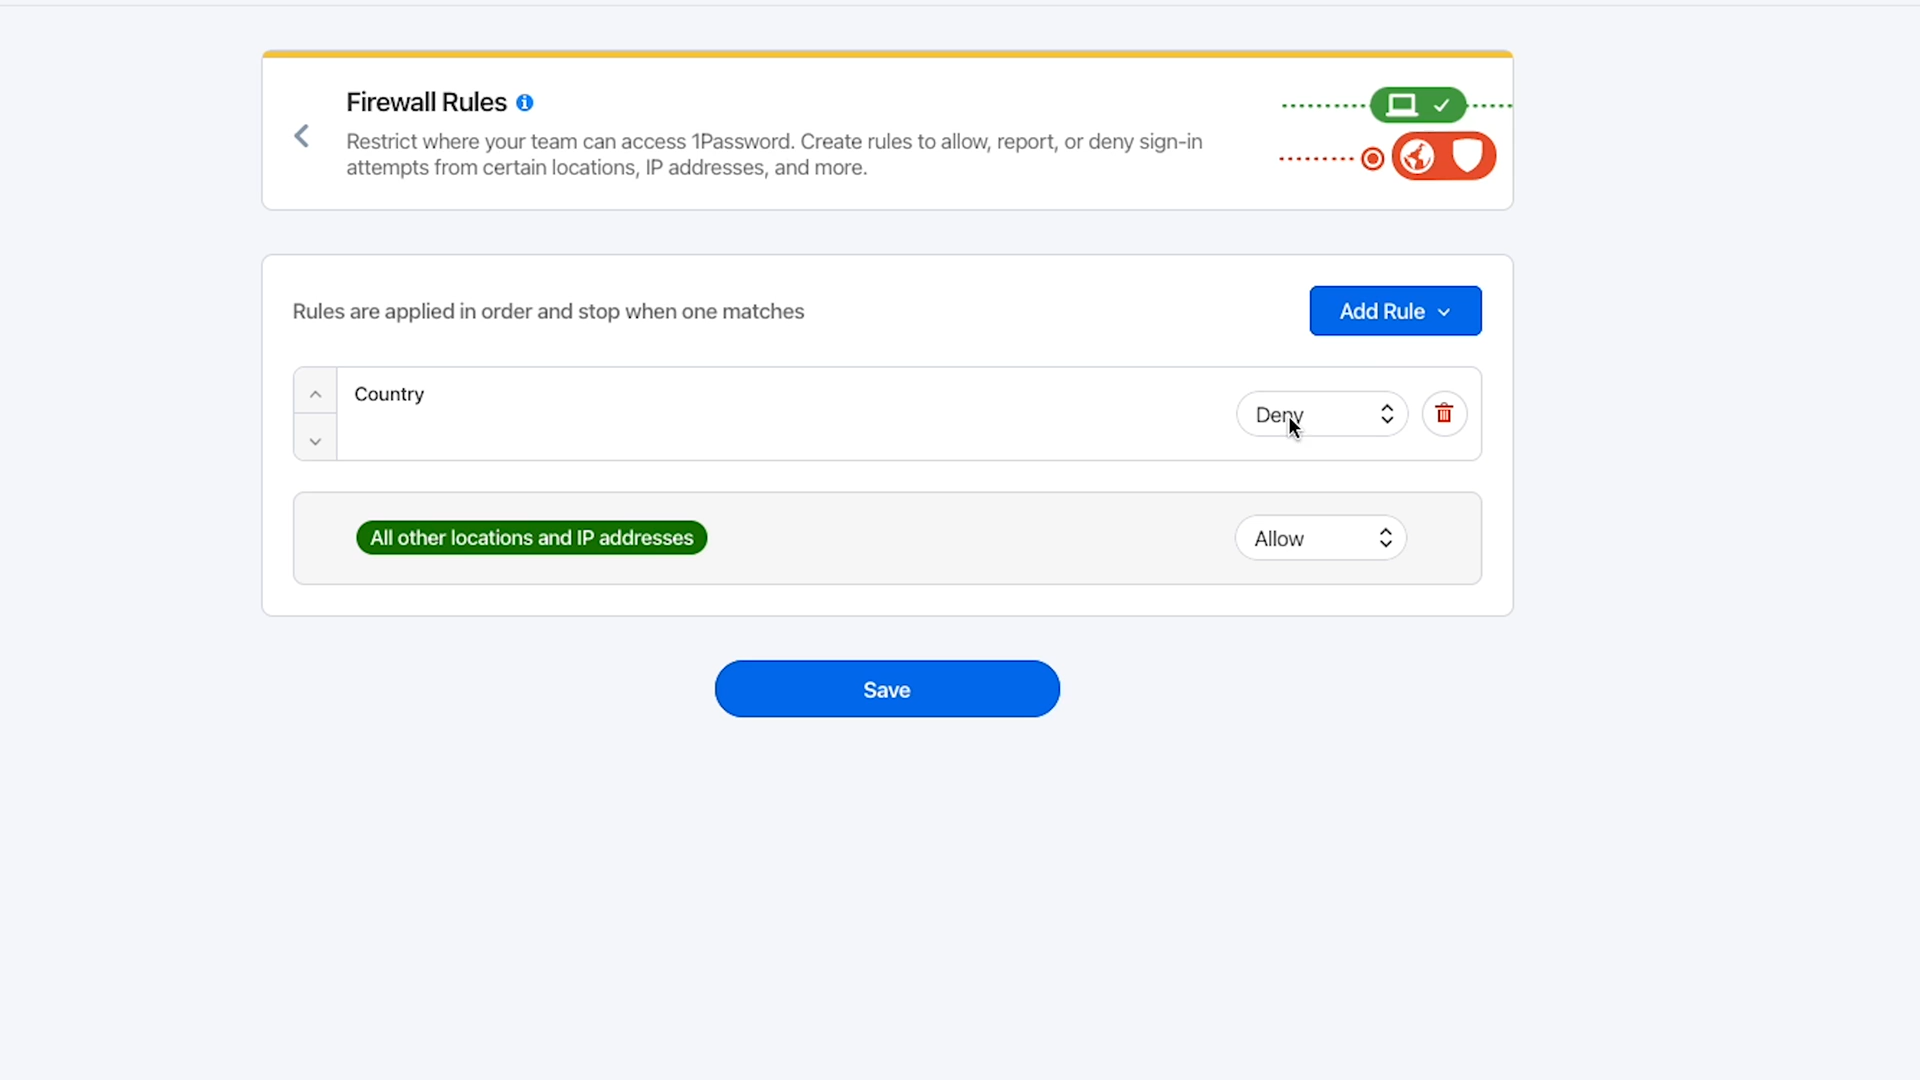 Firewall Rules
Restrict where your team can access 1Password. Create rules to allow, report, or deny sign-in
attempts from certain locations, IP addresses, and more.
Rules are applied in order and stop when one matches
Add Rule
Country
Deny
All other locations and IP addresses
Allow
Save